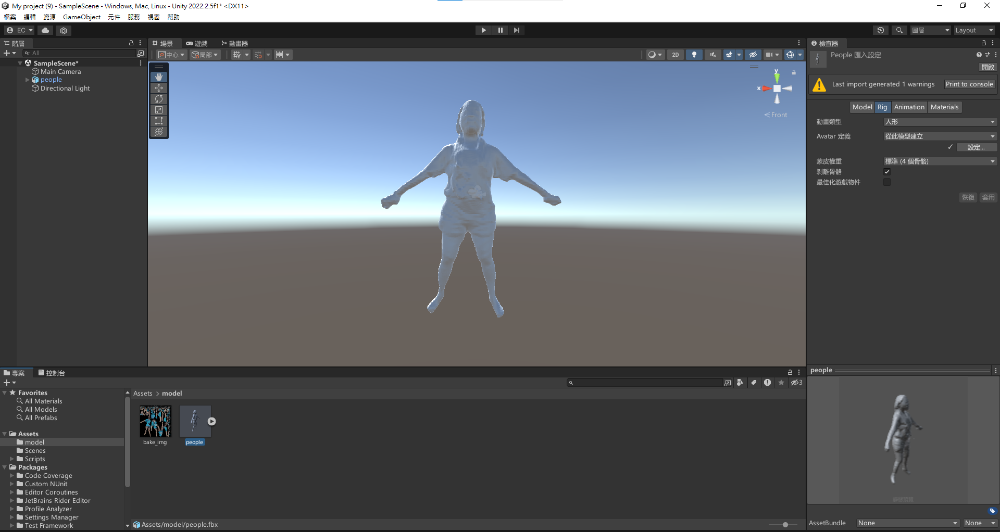 My project (9) - SampleScene - Windows, Mac, Linux - Unity 2022.2.5f1* <DX11>
檔案 編輯 資源 GameObject 元件 服務 視窗 幫助
EC 圖層 Layout
階層
All
SampleScene*
Main Camera
people
Directional Light
場景 遊戲 動畫器
中心 局部 2D
y
x
Front
檢查器
People 匯入設定
開啟
Last import generated 1 warnings Print to console
Model Rig Animation Materials
動畫類型 人形
Avatar 定義 從此模型建立
設定...
蒙皮權重 標準 (4 個骨骼)
剝離骨骼
最佳化遊戲物件
恢復 套用
專案 控制台
3
Favorites
All Materials
All Models
All Prefabs
Assets
model
Scenes
Scripts
Packages
Code Coverage
Custom NUnit
Editor Coroutines
JetBrains Rider Editor
Profile Analyzer
Settings Manager
Test Framework
Assets > model
bake_img people
Assets/model/people.fbx
people
AssetBundle None None